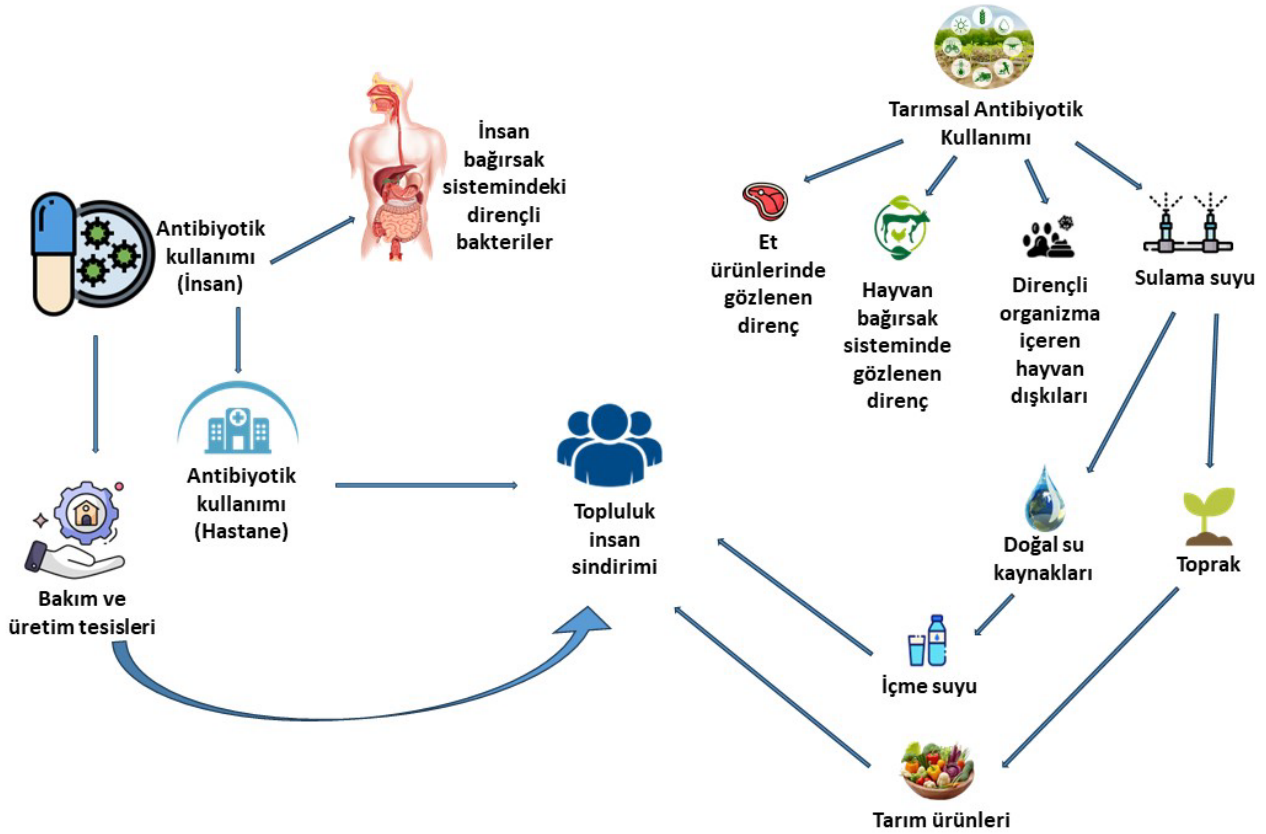 Tarımsal Antibiyotik
Kullanımı
İnsan
bağırsak
sistemindeki
dirençli
bakteriler
Antibiyotik
kullanımı
(İnsan)
Et
ürünlerinde
gözlenen
direnç
Hayvan
bağırsak
sisteminde
gözlenen
direnç
Dirençli
organizma
içeren
hayvan
dışkıları
Sulama suyu
Antibiyotik
kullanımı
(Hastane)
Topluluk
insan
sindirimi
Doğal su
kaynakları
Toprak
Bakım ve
üretim tesisleri
İçme suyu
Tarım ürünleri